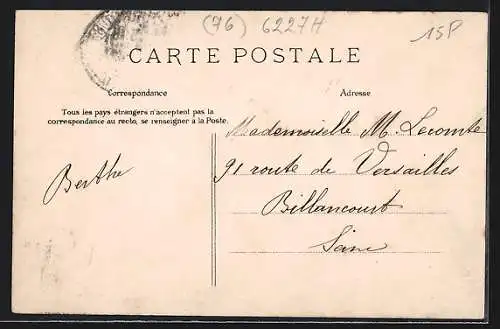 (76) 6227H
15P
CARTE POSTALE
Correspondance
Adresse
Tous les pays étrangers n'acceptent pas la
correspondance au recto, se renseigner à la Poste.
Berthe
Mademoiselle M. Lecomte
91 route de Versailles
Billancourt
Seine